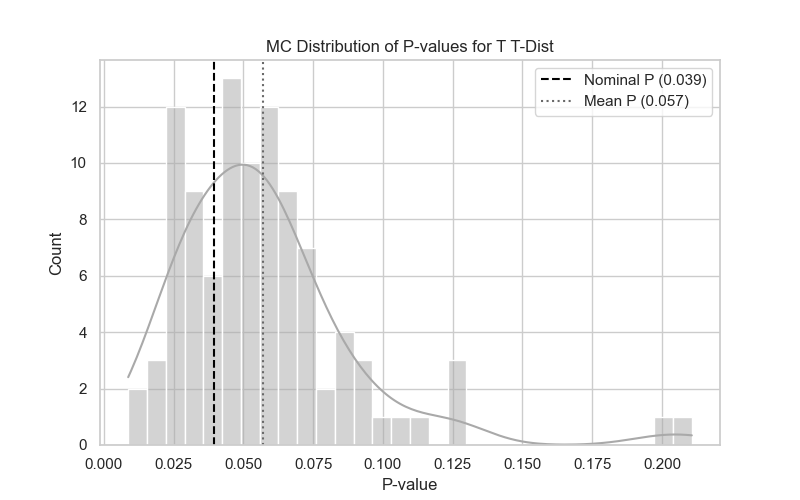 MC Distribution of P-values for T T-Dist
Nominal P (0.039)
Mean P (0.057)
12
10
8
6
4
2
0
Count
0.000 0.025 0.050 0.075 0.100 0.125 0.150 0.175 0.200
P-value